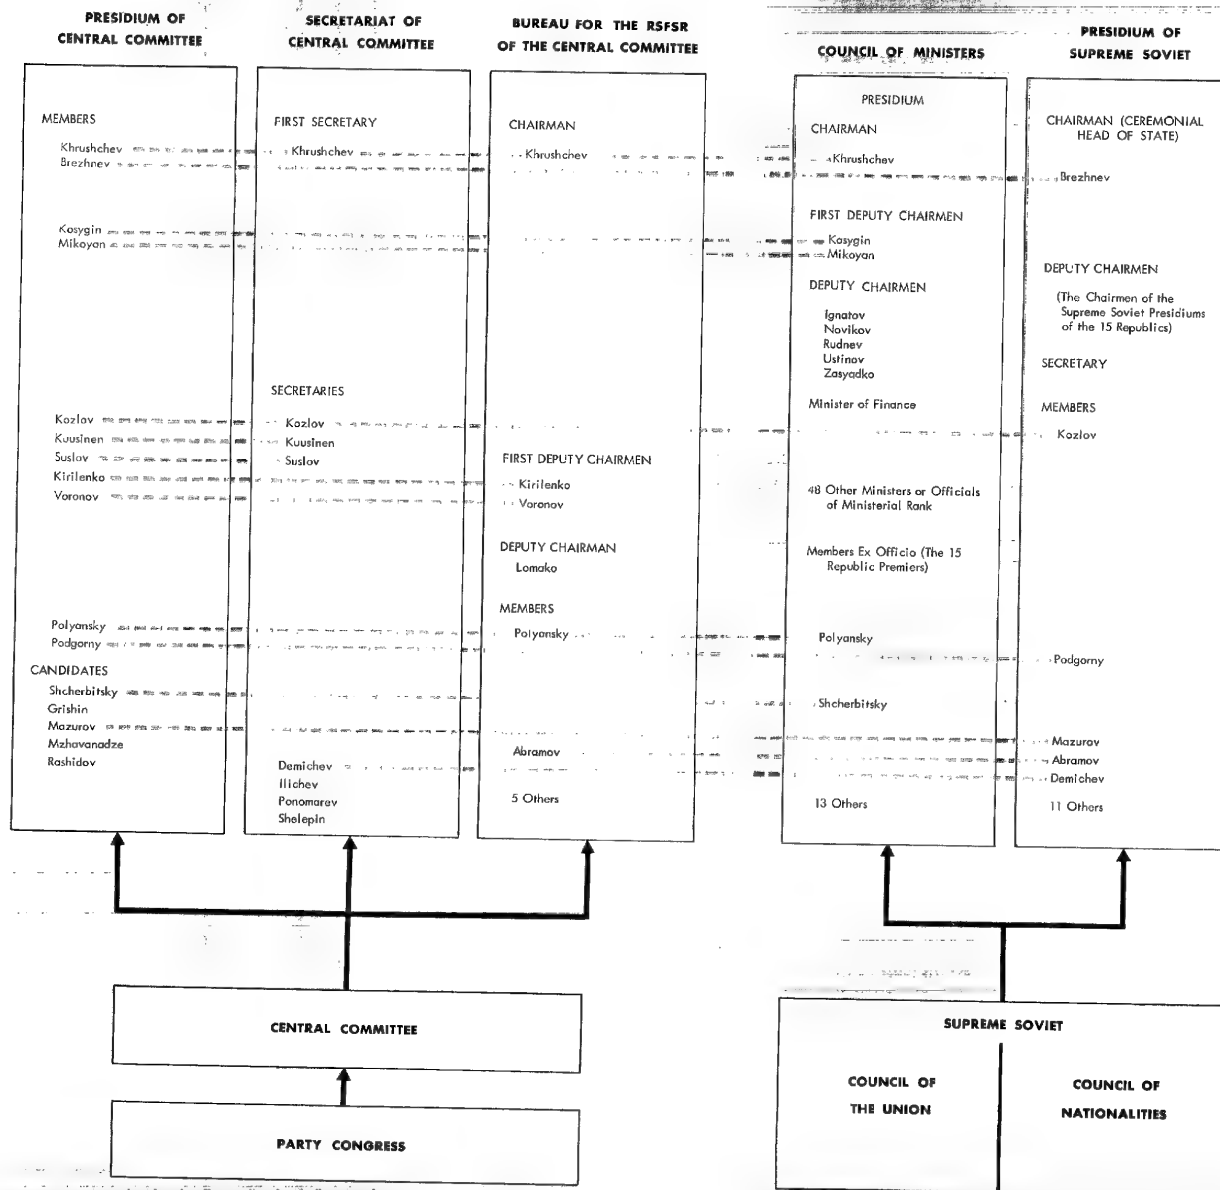 PRESIDIUM OF
CENTRAL COMMITTEE
MEMBERS
Khrushchev
Brezhnev
Kosygin
Mikoyan
Kozlov
Kuusinen
Suslov
Kirilenko
Voronov
Polyansky
Podgorny
CANDIDATES
Shcherbitsky
Grishin
Mazurov
Mzhavanadze
Rashidov
SECRETARIAT OF
CENTRAL COMMITTEE
FIRST SECRETARY
Khrushchev
SECRETARIES
Kozlov
Kuusinen
Suslov
Demichev
Ilichev
Ponomarev
Shelepin
BUREAU FOR THE RSFSR
OF THE CENTRAL COMMITTEE
CHAIRMAN
Khrushchev
FIRST DEPUTY CHAIRMEN
Kirilenko
Voronov
DEPUTY CHAIRMAN
Lomako
MEMBERS
Polyansky
Abramov
5 Others
COUNCIL OF MINISTERS
PRESIDIUM
CHAIRMAN
Khrushchev
FIRST DEPUTY CHAIRMEN
Kosygin
Mikoyan
DEPUTY CHAIRMEN
Ignatov
Novikov
Rudnev
Ustinov
Zasyadko
Minister of Finance
48 Other Ministers or Officials
of Ministerial Rank
Members Ex Officio (The 15
Republic Premiers)
Polyansky
Shcherbitsky
13 Others
PRESIDIUM OF
SUPREME SOVIET
CHAIRMAN (CEREMONIAL
HEAD OF STATE)
Brezhnev
DEPUTY CHAIRMEN
(The Chairmen of the
Supreme Soviet Presidiums
of the 15 Republics)
SECRETARY
MEMBERS
Kozlov
Podgorny
Mazurov
Abramov
Demichev
11 Others
CENTRAL COMMITTEE
PARTY CONGRESS
SUPREME SOVIET
COUNCIL OF
THE UNION
COUNCIL OF
NATIONALITIES